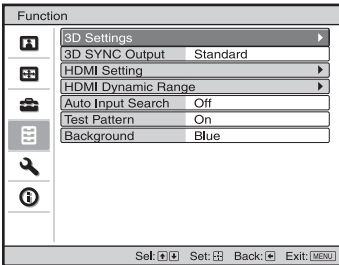 Function
3D Settings
3D SYNC Output Standard
HDMI Setting
HDMI Dynamic Range
Auto Input Search Off
Test Pattern On
Background Blue
Sel: Set: Back: Exit: MENU